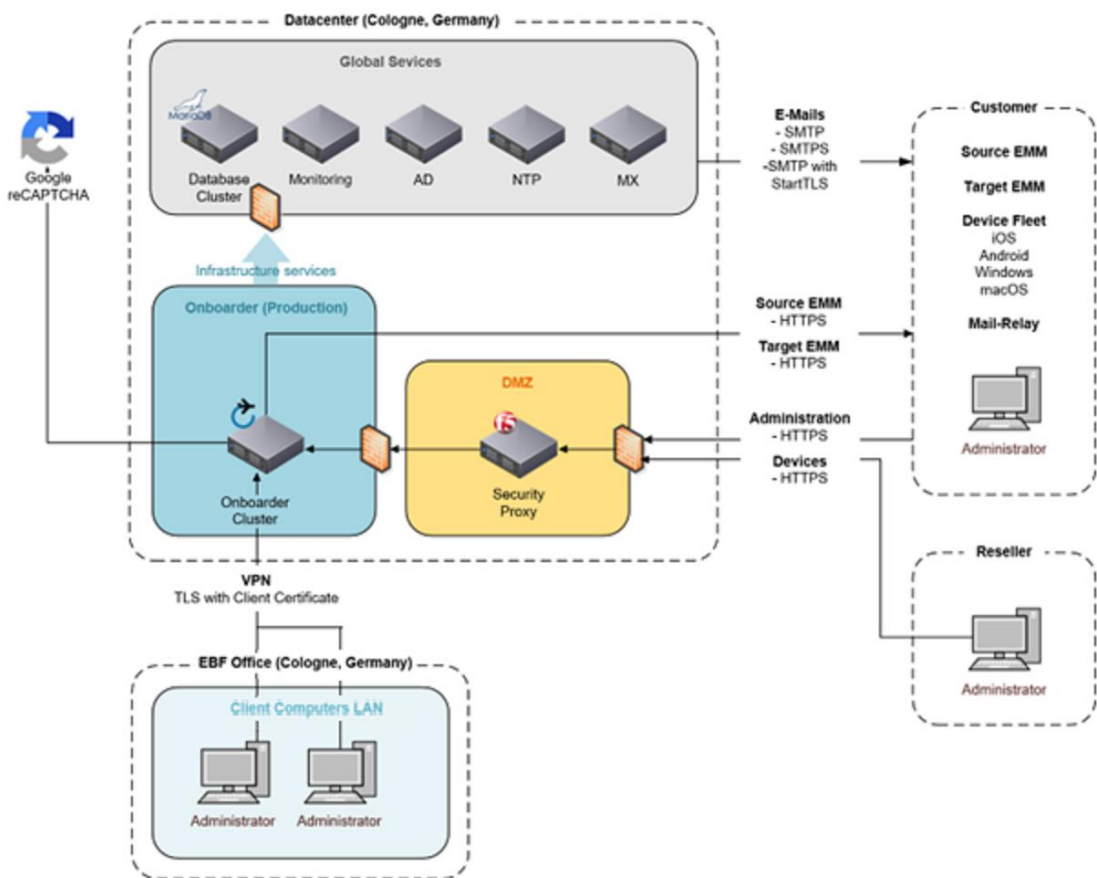 Datacenter (Cologne, Germany)
Global Sevices
MariaDB
Database
Cluster
Monitoring
AD
NTP
MX
Google
reCAPTCHA
E-Mails
- SMTP
- SMTPS
-SMTP with
StartTLS
Customer
Source EMM
Target EMM
Device Fleet
iOS
Android
Windows
macOS
Mail-Relay
Administrator
Infrastructure services
Onboarder (Production)
Onboarder
Cluster
DMZ
f5
Security
Proxy
Source EMM
- HTTPS
Target EMM
- HTTPS
Administration
- HTTPS
Devices
- HTTPS
Reseller
Administrator
VPN
TLS with Client Certificate
EBF Office (Cologne, Germany)
Client Computers LAN
Administrator
Administrator